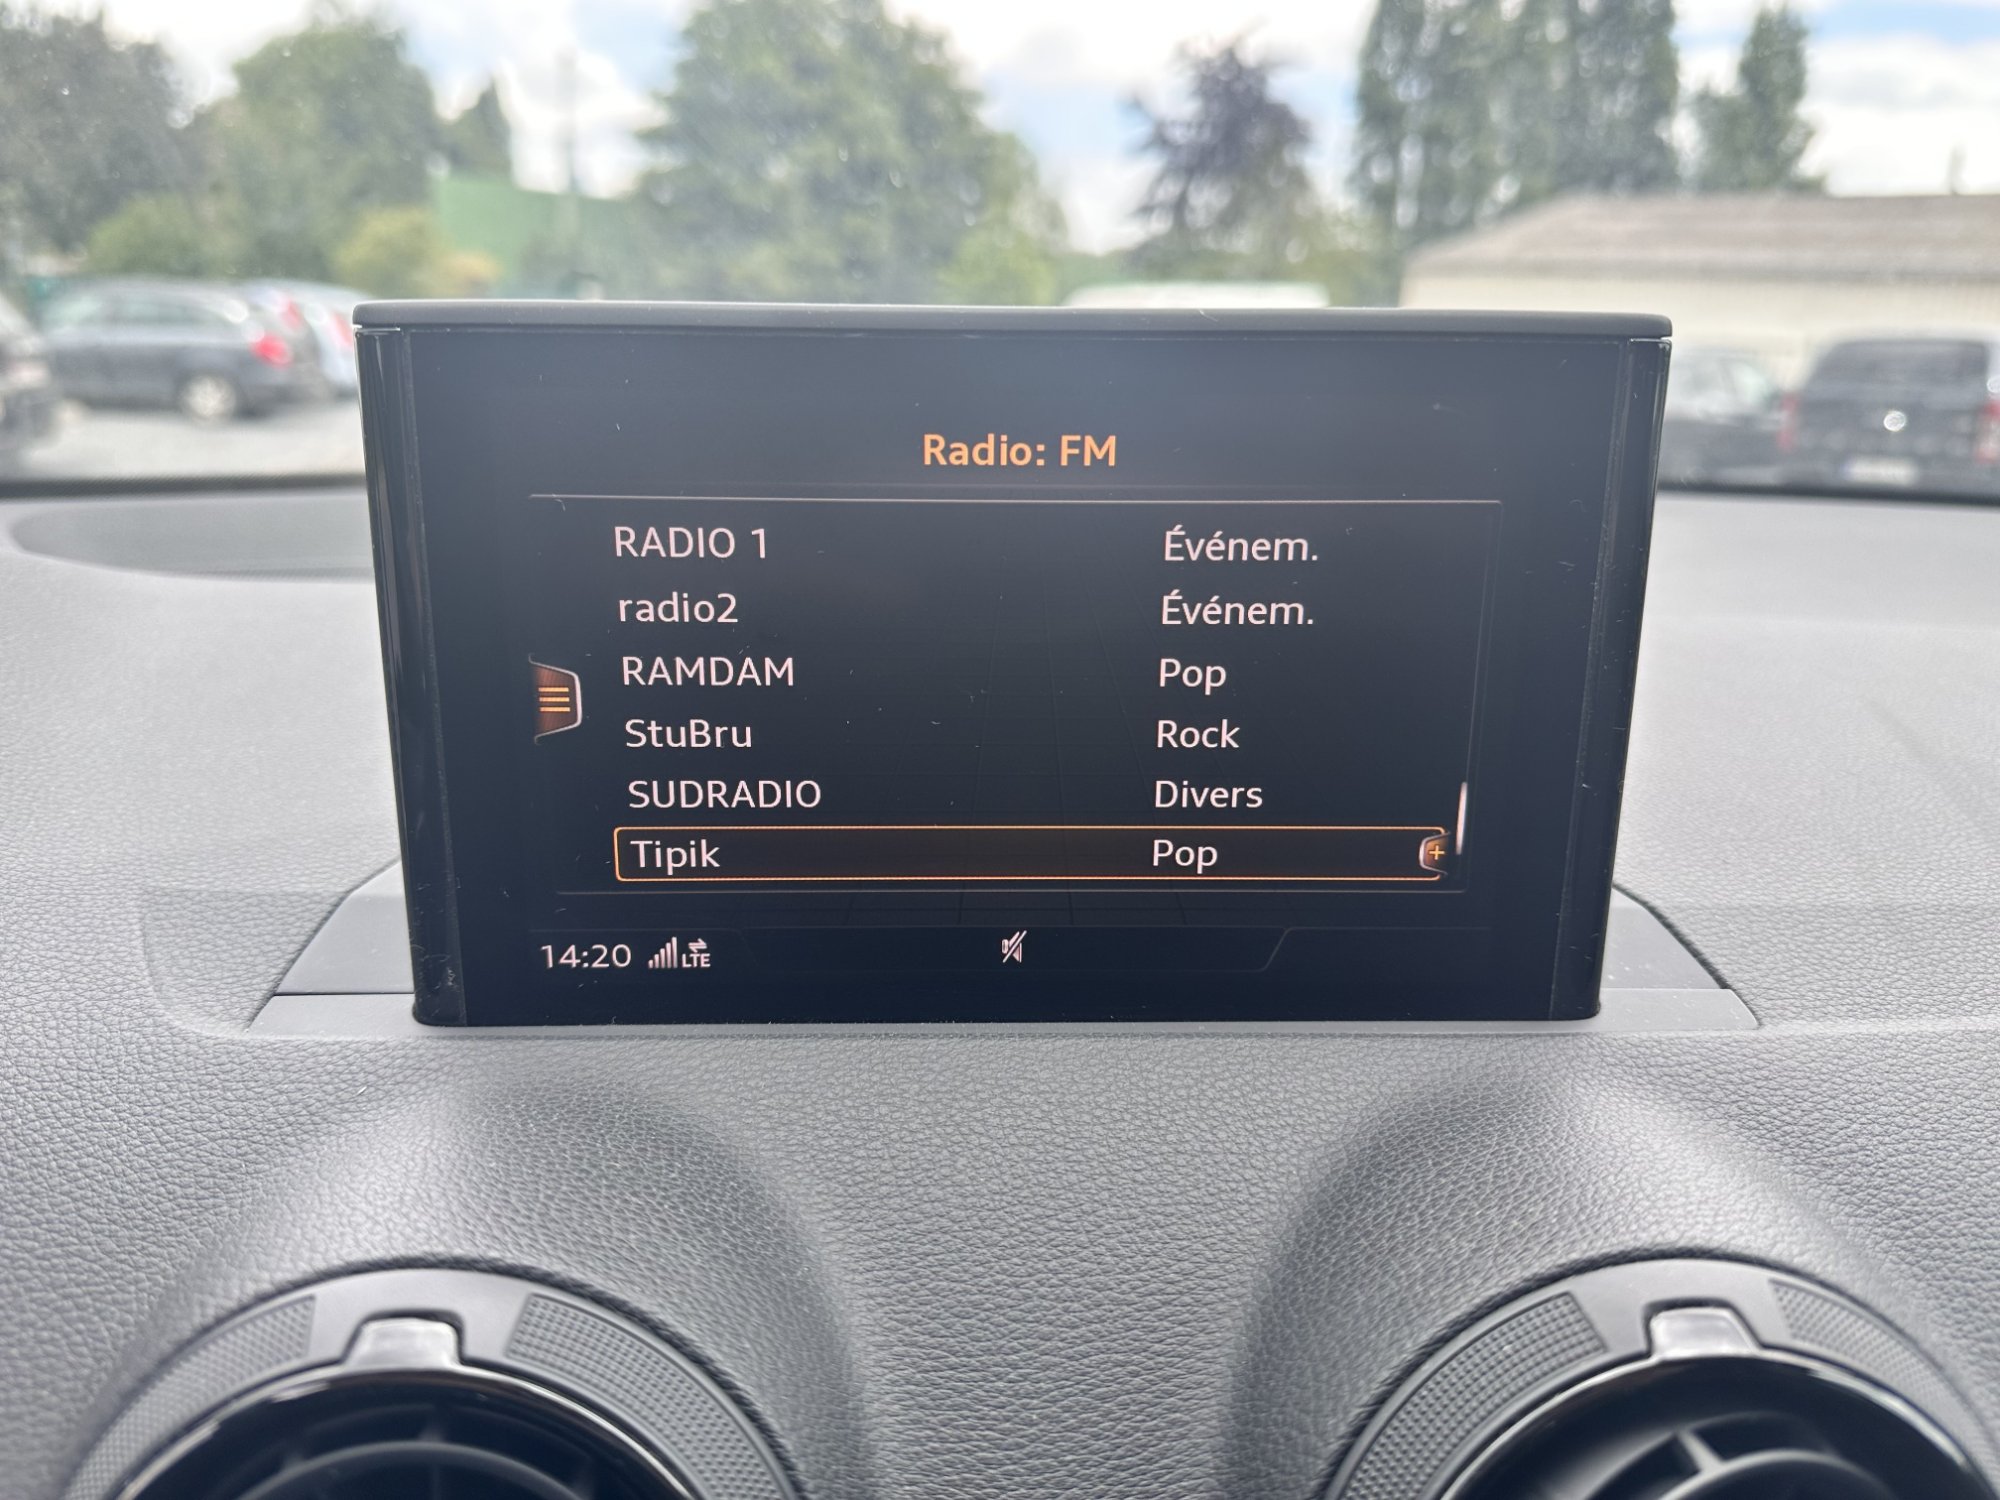 Radio: FM
RADIO 1 Événem.
radio2 Événem.
RAMDAM Pop
StuBru Rock
SUDRADIO Divers
Tipik Pop
14:20 LTE